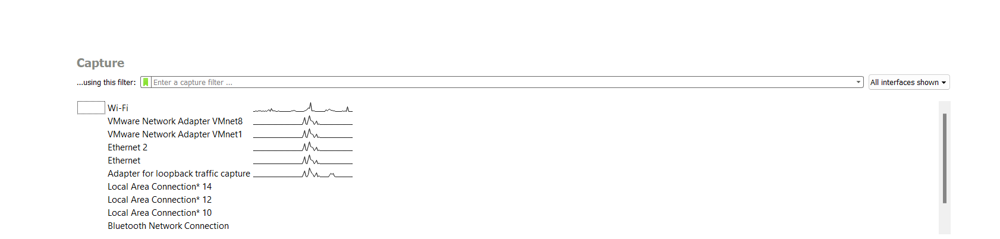 Capture
...using this filter: Enter a capture filter ... All interfaces shown
Wi-Fi
VMware Network Adapter VMnet8
VMware Network Adapter VMnet1
Ethernet 2
Ethernet
Adapter for loopback traffic capture
Local Area Connection* 14
Local Area Connection* 12
Local Area Connection* 10
Bluetooth Network Connection